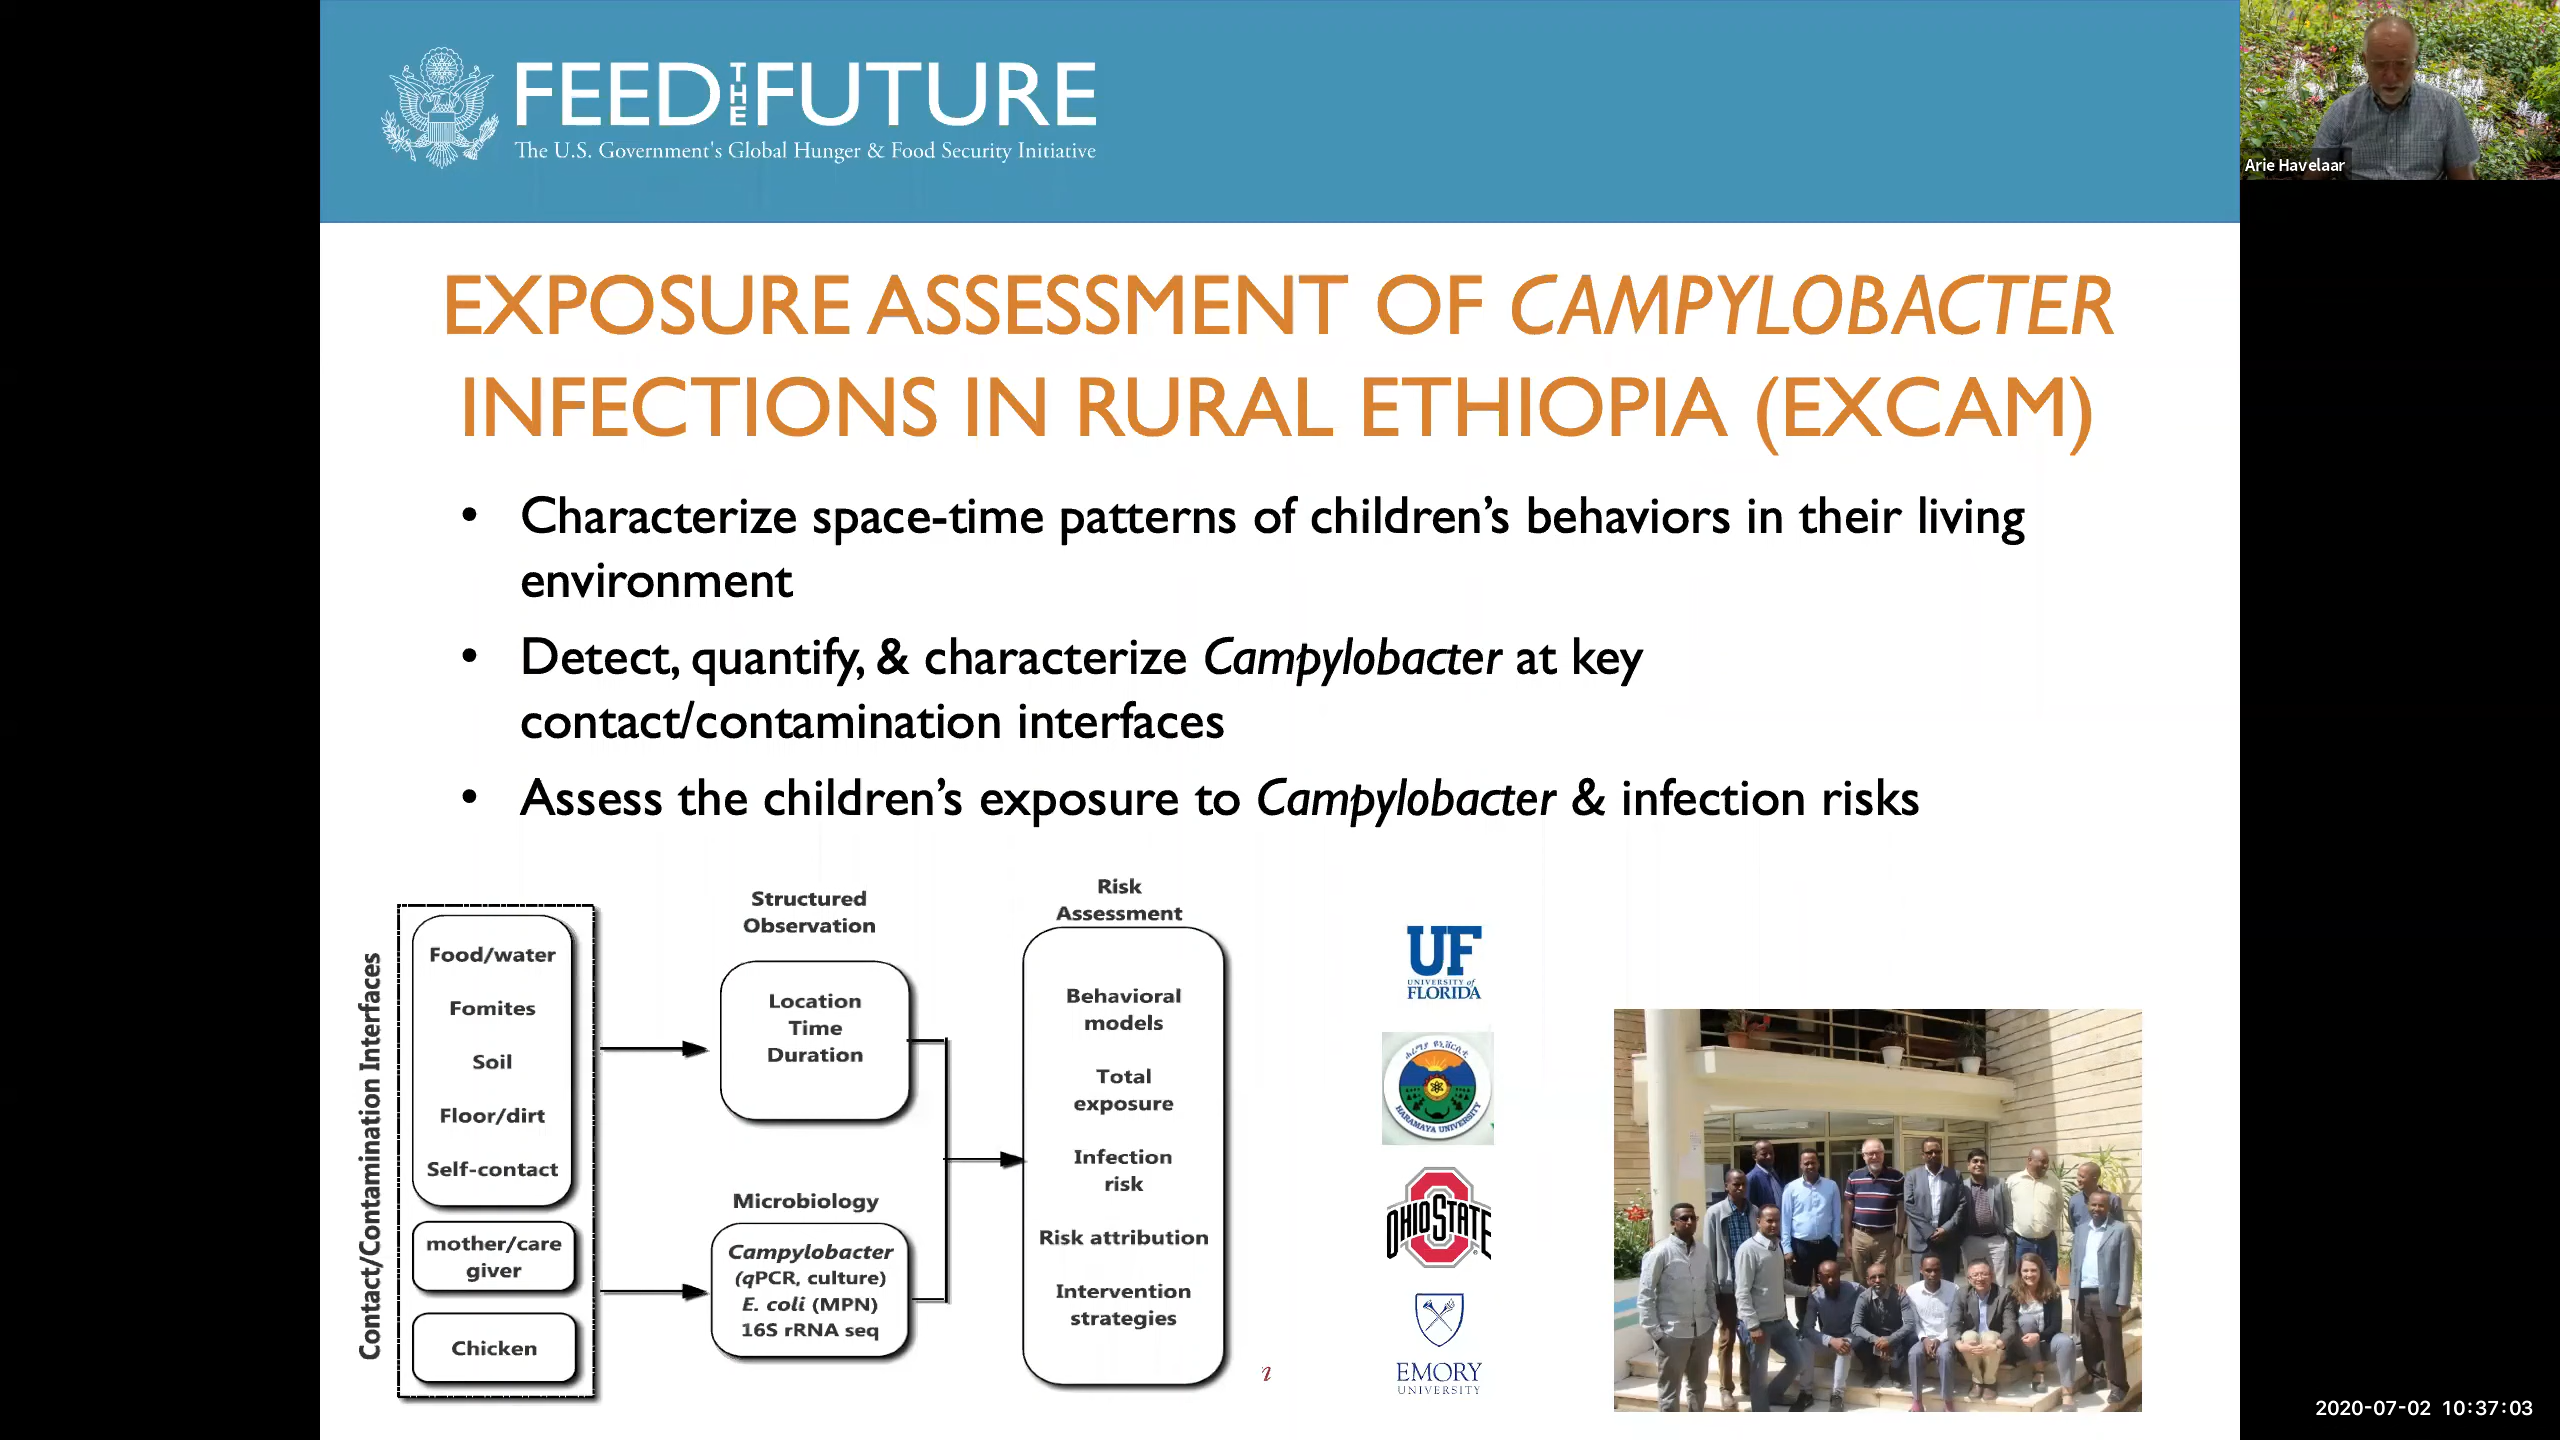 FEED THE FUTURE
The U.S. Government's Global Hunger & Food Security Initiative
Arie Havelaar
EXPOSURE ASSESSMENT OF CAMPYLOBACTER
INFECTIONS IN RURAL ETHIOPIA (EXCAM)
• Characterize space-time patterns of children’s behaviors in their living
environment
• Detect, quantify, & characterize Campylobacter at key
contact/contamination interfaces
• Assess the children’s exposure to Campylobacter & infection risks
Contact/Contamination Interfaces
Food/water
Fomites
Soil
Floor/dirt
Self-contact
mother/care
giver
Chicken
Structured
Observation
Location
Time
Duration
Microbiology
Campylobacter
(qPCR, culture)
E. coli (MPN)
16S rRNA seq
Risk
Assessment
Behavioral
models
Total
exposure
Infection
risk
Risk attribution
Intervention
strategies
n
UF
UNIVERSITY of
FLORIDA
HARAMAYA UNIVERSITY
OHIO STATE
EMORY
UNIVERSITY
2020-07-02 10:37:03